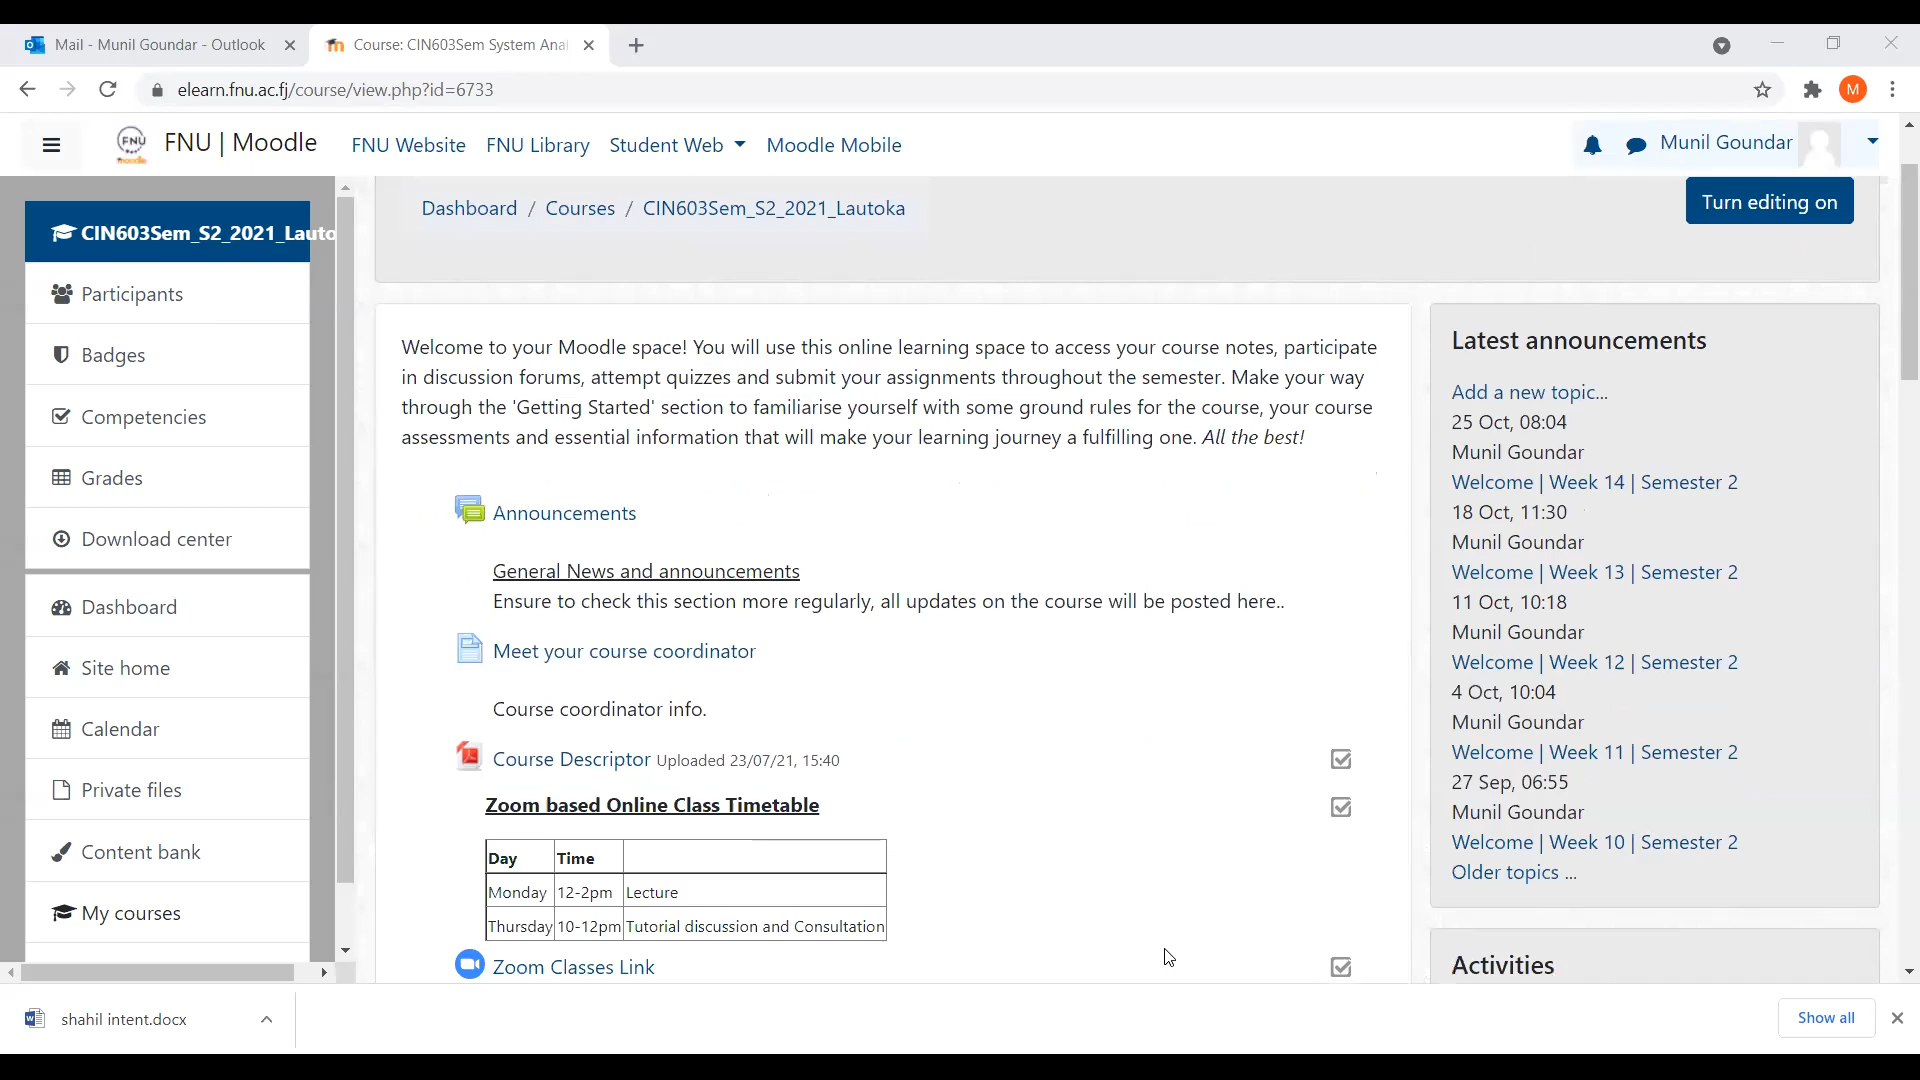 Mail - Munil Goundar - Outlook
Course: CIN603Sem System Anal
elearn.fnu.ac.fj/course/view.php?id=6733
M
FNU
moodle
FNU | Moodle
FNU Website
FNU Library
Student Web
Moodle Mobile
Munil Goundar
CIN603Sem_S2_2021_Lauto
Participants
Badges
Competencies
Grades
Download center
Dashboard
Site home
Calendar
Private files
Content bank
My courses
Dashboard / Courses / CIN603Sem_S2_2021_Lautoka
Turn editing on
Welcome to your Moodle space! You will use this online learning space to access your course notes, participate
in discussion forums, attempt quizzes and submit your assignments throughout the semester. Make your way
through the 'Getting Started' section to familiarise yourself with some ground rules for the course, your course
assessments and essential information that will make your learning journey a fulfilling one. All the best!
Announcements
General News and announcements
Ensure to check this section more regularly, all updates on the course will be posted here..
Meet your course coordinator
Course coordinator info.
Course Descriptor Uploaded 23/07/21, 15:40
Zoom based Online Class Timetable
Day Time
Monday 12-2pm Lecture
Thursday 10-12pm Tutorial discussion and Consultation
Zoom Classes Link
Latest announcements
Add a new topic...
25 Oct, 08:04
Munil Goundar
Welcome | Week 14 | Semester 2
18 Oct, 11:30
Munil Goundar
Welcome | Week 13 | Semester 2
11 Oct, 10:18
Munil Goundar
Welcome | Week 12 | Semester 2
4 Oct, 10:04
Munil Goundar
Welcome | Week 11 | Semester 2
27 Sep, 06:55
Munil Goundar
Welcome | Week 10 | Semester 2
Older topics ...
Activities
shahil intent.docx
Show all